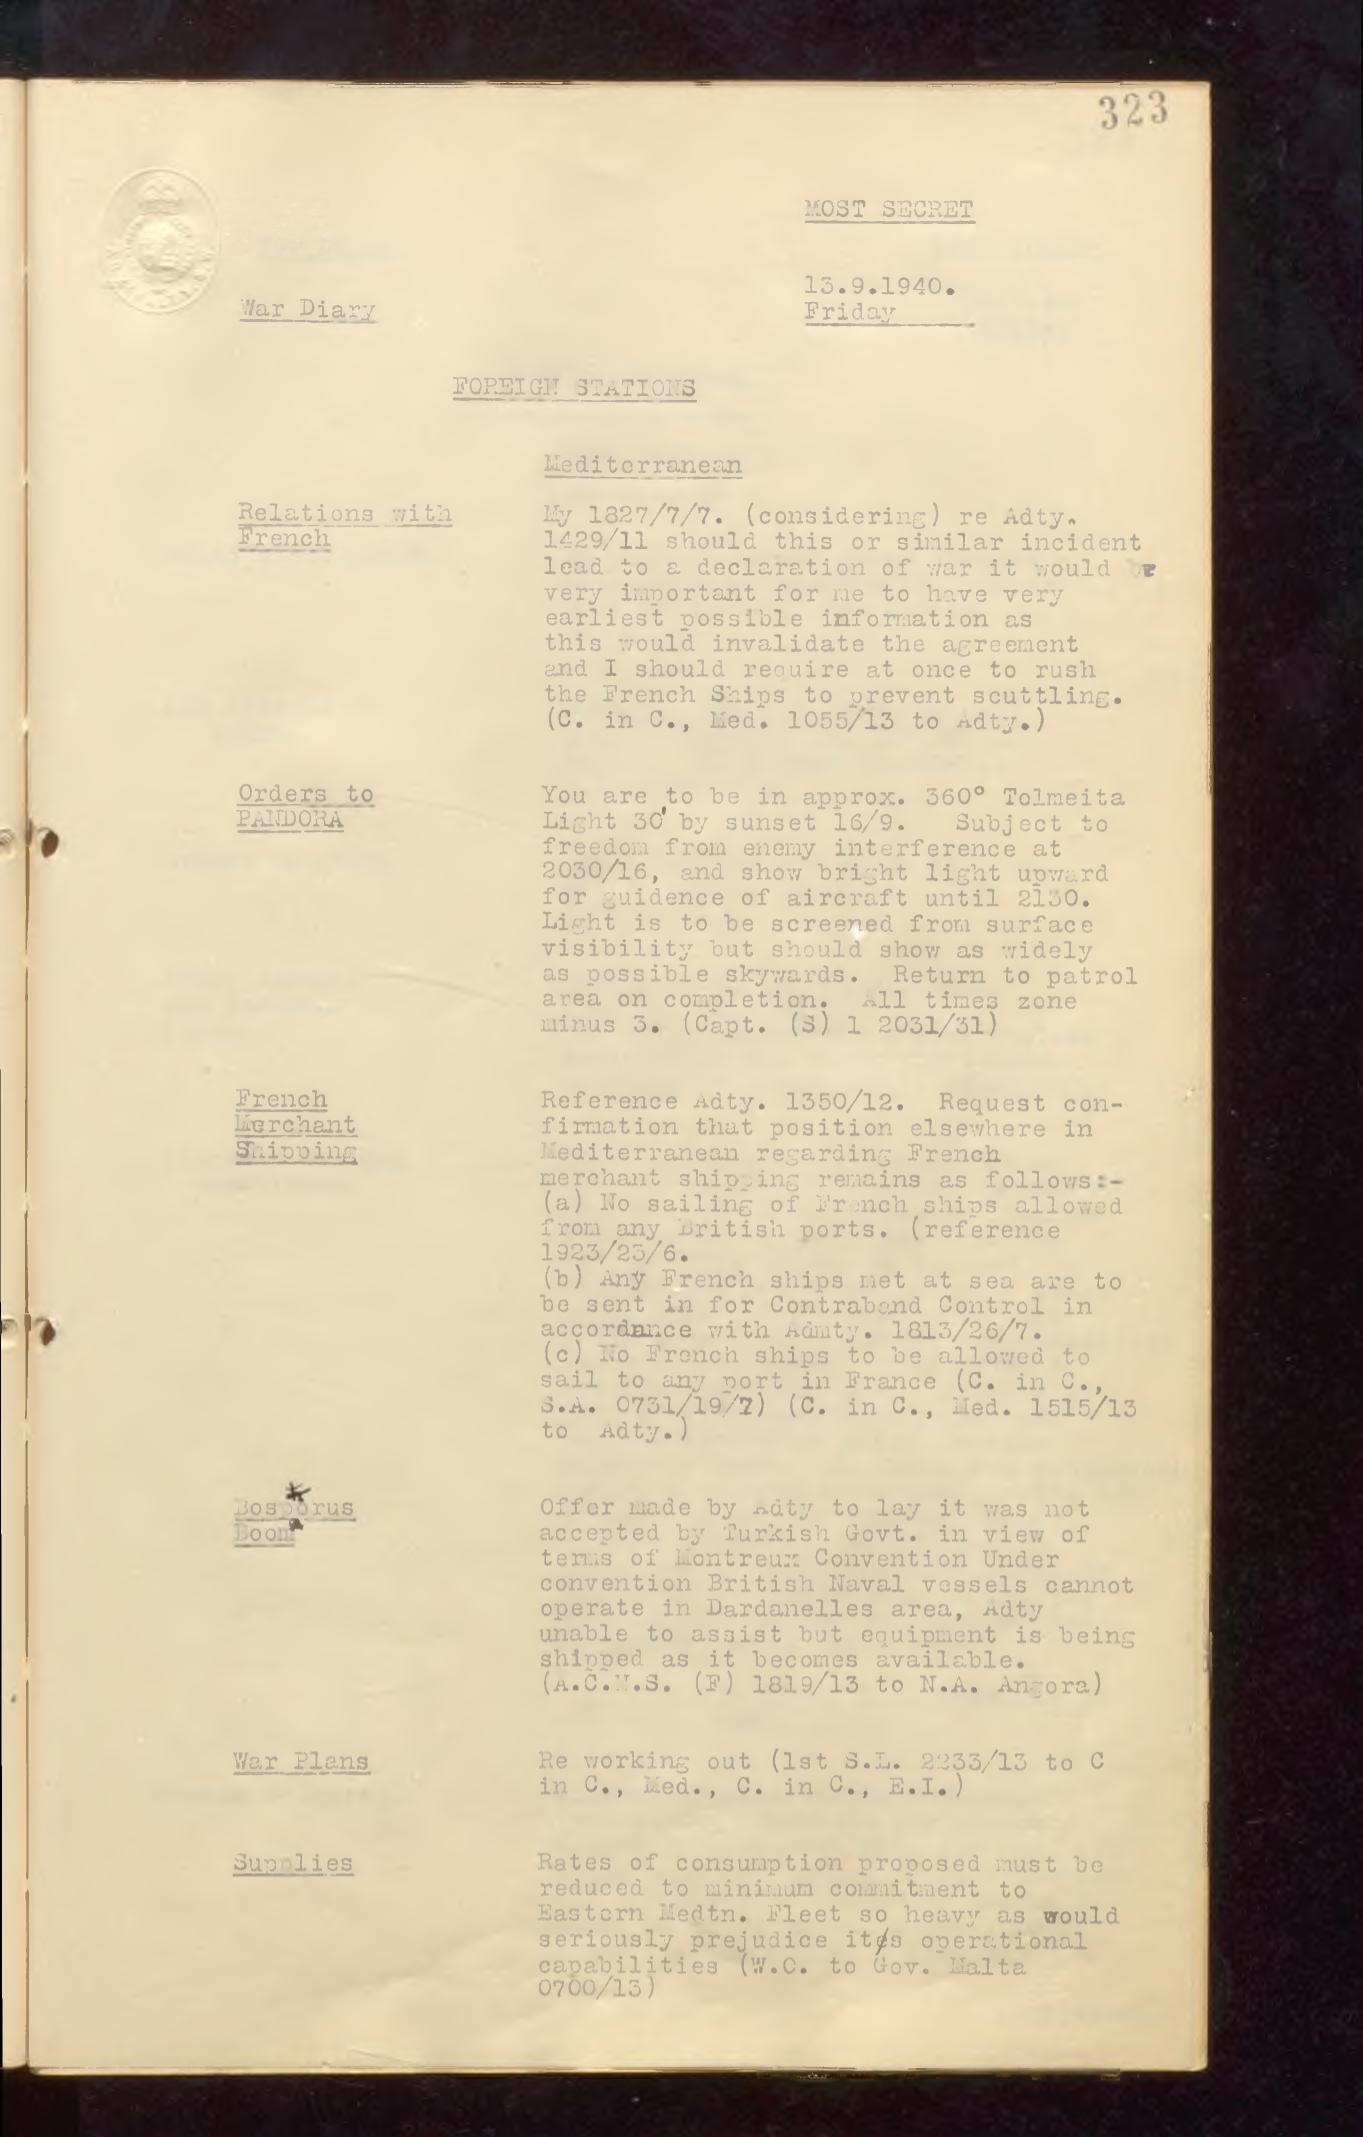 323
MOST SECRET
13.9.1940.
War Diary
Friday
FOREIGN STATIONS
Mediterranean
Relations with
French
My 1827/7/7. (considering) re Adty.
1429/11 should this or similar incident
lead to a declaration of war it would be
very important for me to have very
earliest possible information as
this would invalidate the agreement
and I should require at once to rush
the French Ships to prevent scuttling.
(C. in C., Med. 1055/13 to Adty.)
Orders to
PANDORA
You are to be in approx. 360° Tolmeita
Light 30' by sunset 16/9. Subject to
freedom from enemy interference at
2030/16, and show bright light upward
for guidence of aircraft until 2130.
Light is to be screened from surface
visibility but should show as widely
as possible skywards. Return to patrol
area on completion. All times zone
minus 3. (Capt. (S) 1 2031/31)
French
Merchant
Shipping
Reference Adty. 1350/12. Request con-
firmation that position elsewhere in
Mediterranean regarding French
merchant shipping remains as follows:-
(a) No sailing of French ships allowed
from any British ports. (reference
1923/23/6.
(b) Any French ships met at sea are to
be sent in for Contraband Control in
accordnnce with Admty. 1813/26/7.
(c) No French ships to be allowed to
sail to any port in France (C. in C.,
S.A. 0731/19/7) (C. in C., Med. 1515/13
to Adty.)
Bosporus
Boom
Offer made by Adty to lay it was not
accepted by Turkish Govt. in view of
terms of Montreux Convention Under
convention British Naval vessels cannot
operate in Dardanelles area, Adty
unable to assist but equipment is being
shipped as it becomes available.
(A.C.N.S. (F) 1819/13 to N.A. Angora)
War Plans
Re working out (1st S.L. 2233/13 to C
in C., Med., C. in C., E.I.)
Supplies
Rates of consumption proposed must be
reduced to minimum commitment to
Eastern Medtn. Fleet so heavy as would
seriously prejudice its operational
capabilities (W.O. to Gov. Malta
0700/13)